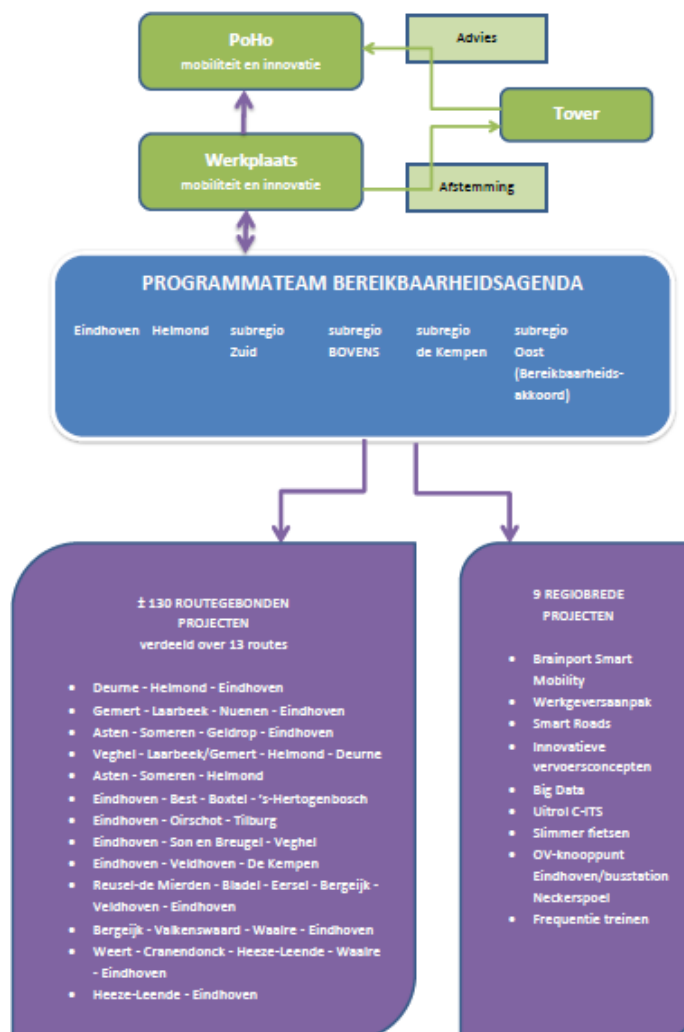 PoHo
mobiliteit en innovatie
Advies
Tover
Werkplaats
mobiliteit en innovatie
Afstemming
PROGRAMMATEAM BEREIKBAARHEIDSAGENDA
Eindhoven
Helmond
subregio
Zuid
subregio
BOVENS
subregio
de Kempen
subregio
Oost
(Bereikbaarheids-
akkoord)
± 130 ROUTEGEBONDEN
PROJECTEN
verdeeld over 13 routes
• Deurne - Helmond - Eindhoven
• Gemert - Laarbeek - Nuenen - Eindhoven
• Asten - Someren - Geldrop - Eindhoven
• Veghel - Laarbeek/Gemert - Helmond - Deurne
• Asten - Someren - Helmond
• Eindhoven - Best - Boxtel - 's-Hertogenbosch
• Eindhoven - Oirschot - Tilburg
• Eindhoven - Son en Breugel - Veghel
• Eindhoven - Veldhoven - De Kempen
• Reusel-de Mierden - Bladel - Eersel - Bergeijk -
Veldhoven - Eindhoven
• Bergeijk - Valkenswaard - Waalre - Eindhoven
• Weert - Cranendonck - Heeze-Leende - Waalre
- Eindhoven
• Heeze-Leende - Eindhoven
9 REGIOBREDE
PROJECTEN
• Brainport Smart
Mobility
• Werkgeversaanpak
• Smart Roads
• Innovatieve
vervoersconcepten
• Big Data
• Uitrol C-ITS
• Slimmer fietsen
• OV-knooppunt
Eindhoven/busstation
Neckerspoel
• Frequentie treinen